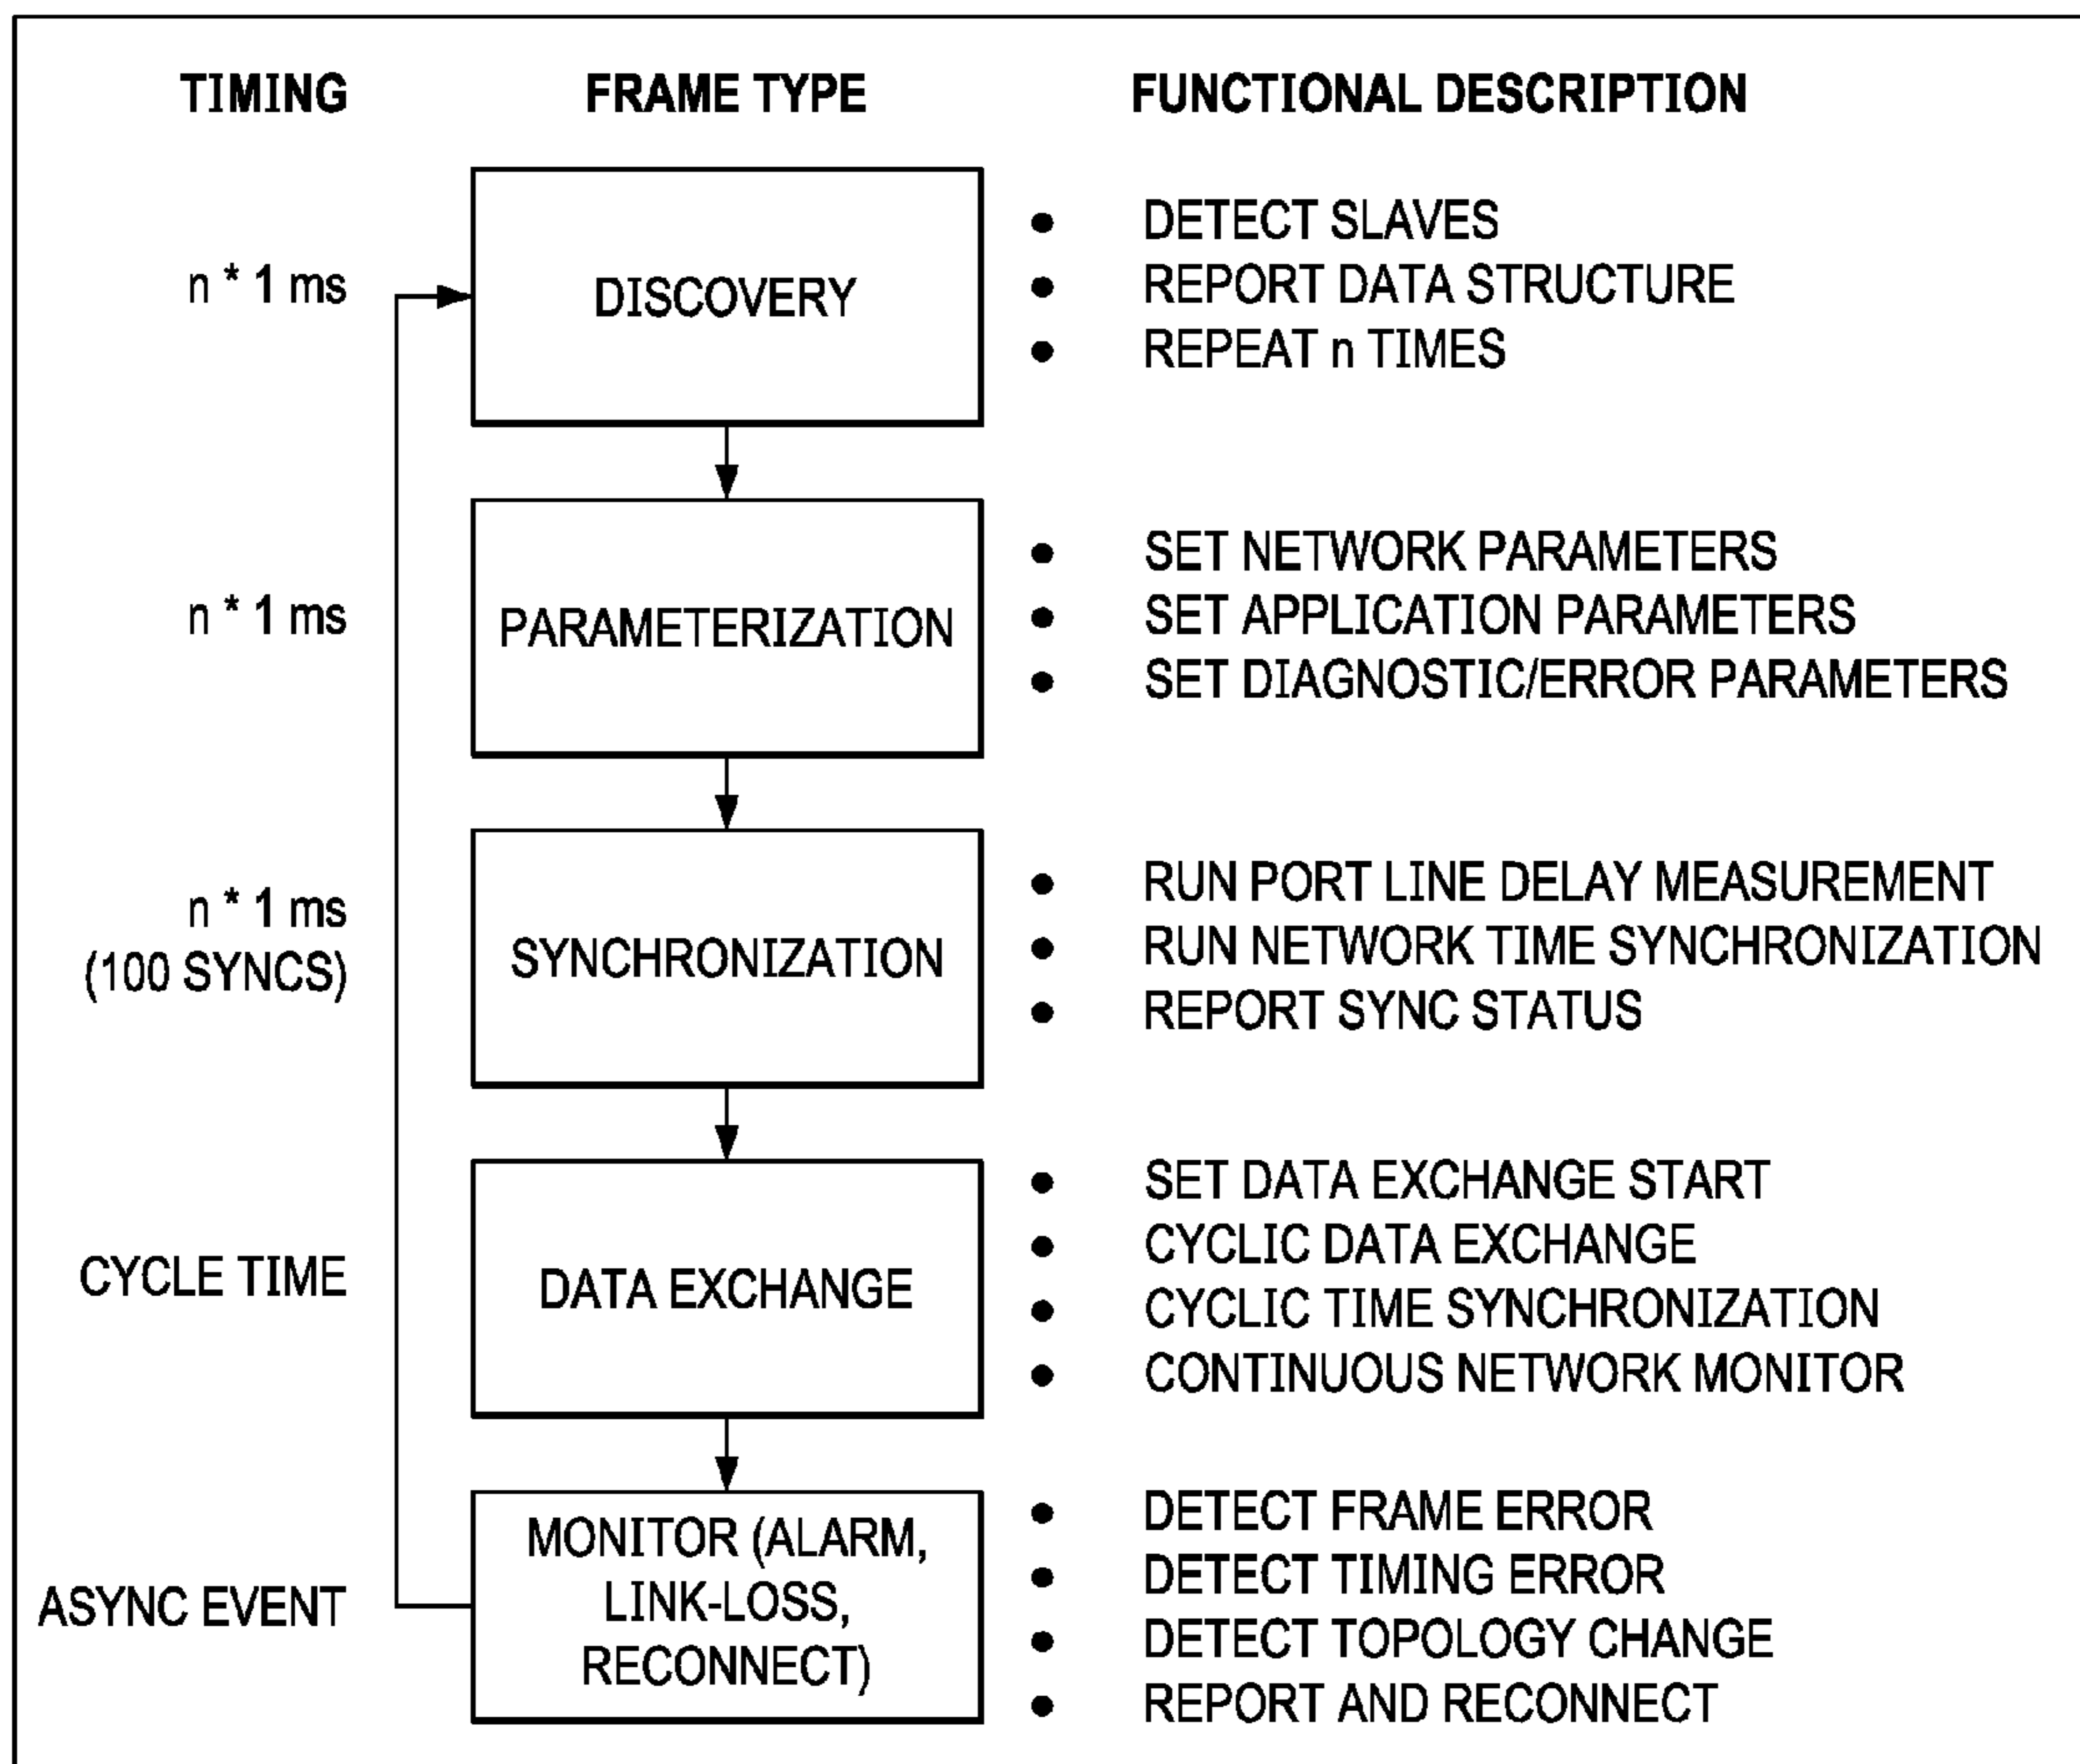 TIMING FRAME TYPE FUNCTIONAL DESCRIPTION
n * 1 ms
DISCOVERY
• DETECT SLAVES
• REPORT DATA STRUCTURE
• REPEAT n TIMES
n * 1 ms
PARAMETERIZATION
• SET NETWORK PARAMETERS
• SET APPLICATION PARAMETERS
• SET DIAGNOSTIC/ERROR PARAMETERS
n * 1 ms
(100 SYNCS)
SYNCHRONIZATION
• RUN PORT LINE DELAY MEASUREMENT
• RUN NETWORK TIME SYNCHRONIZATION
• REPORT SYNC STATUS
CYCLE TIME
DATA EXCHANGE
• SET DATA EXCHANGE START
• CYCLIC DATA EXCHANGE
• CYCLIC TIME SYNCHRONIZATION
• CONTINUOUS NETWORK MONITOR
ASYNC EVENT
MONITOR (ALARM,
LINK-LOSS,
RECONNECT)
• DETECT FRAME ERROR
• DETECT TIMING ERROR
• DETECT TOPOLOGY CHANGE
• REPORT AND RECONNECT